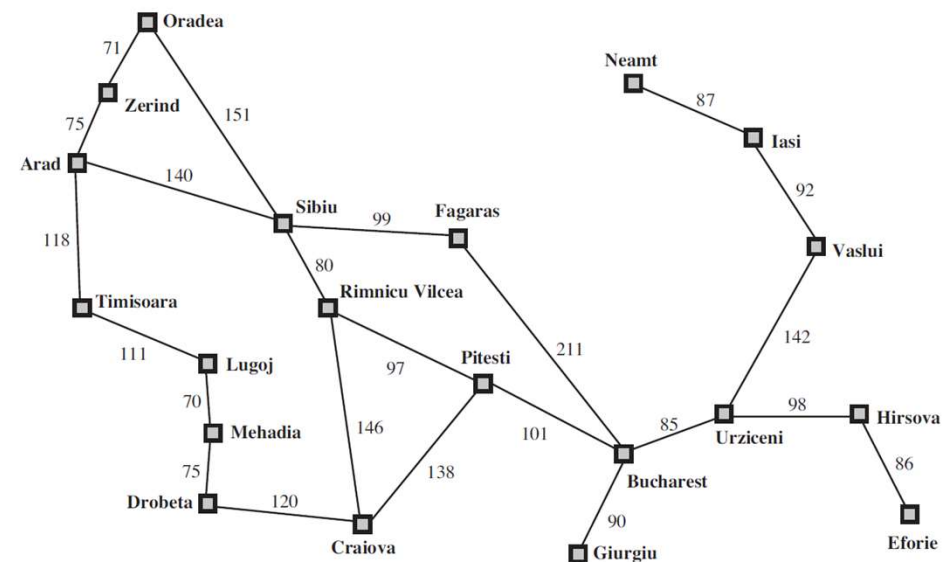 Oradea
71
Neamt
Zerind
87
151
75
Iasi
Arad
140
92
Sibiu
Fagaras
99
118
Vaslui
80
Timisoara
Rimnicu Vilcea
142
111
Lugoj
Pitesti
211
97
70
98
Hirsova
Mehadia
146
101
85
Urziceni
138
86
75
Bucharest
Drobeta
120
90
Eforie
Craiova
Giurgiu